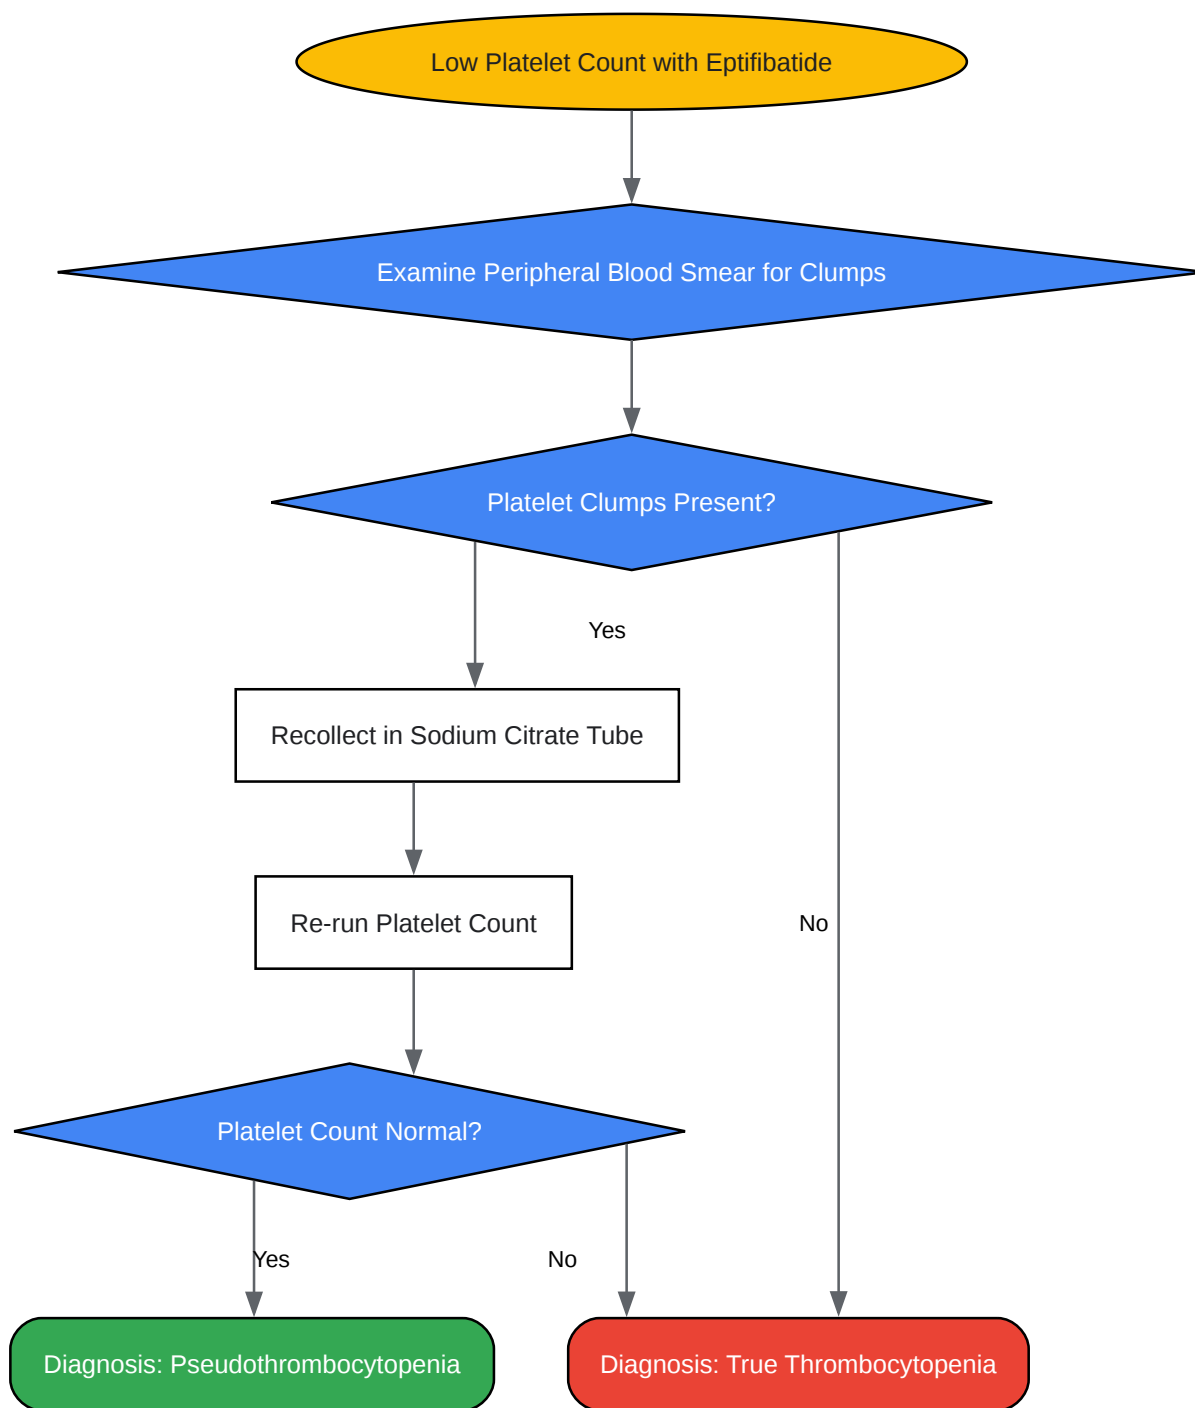 Low Platelet Count with Eptifibatide
Examine Peripheral Blood Smear for Clumps
Platelet Clumps Present?
Yes
Recollect in Sodium Citrate Tube
Re-run Platelet Count
No
Platelet Count Normal?
Yes
No
Diagnosis: Pseudothrombocytopenia
Diagnosis: True Thrombocytopenia